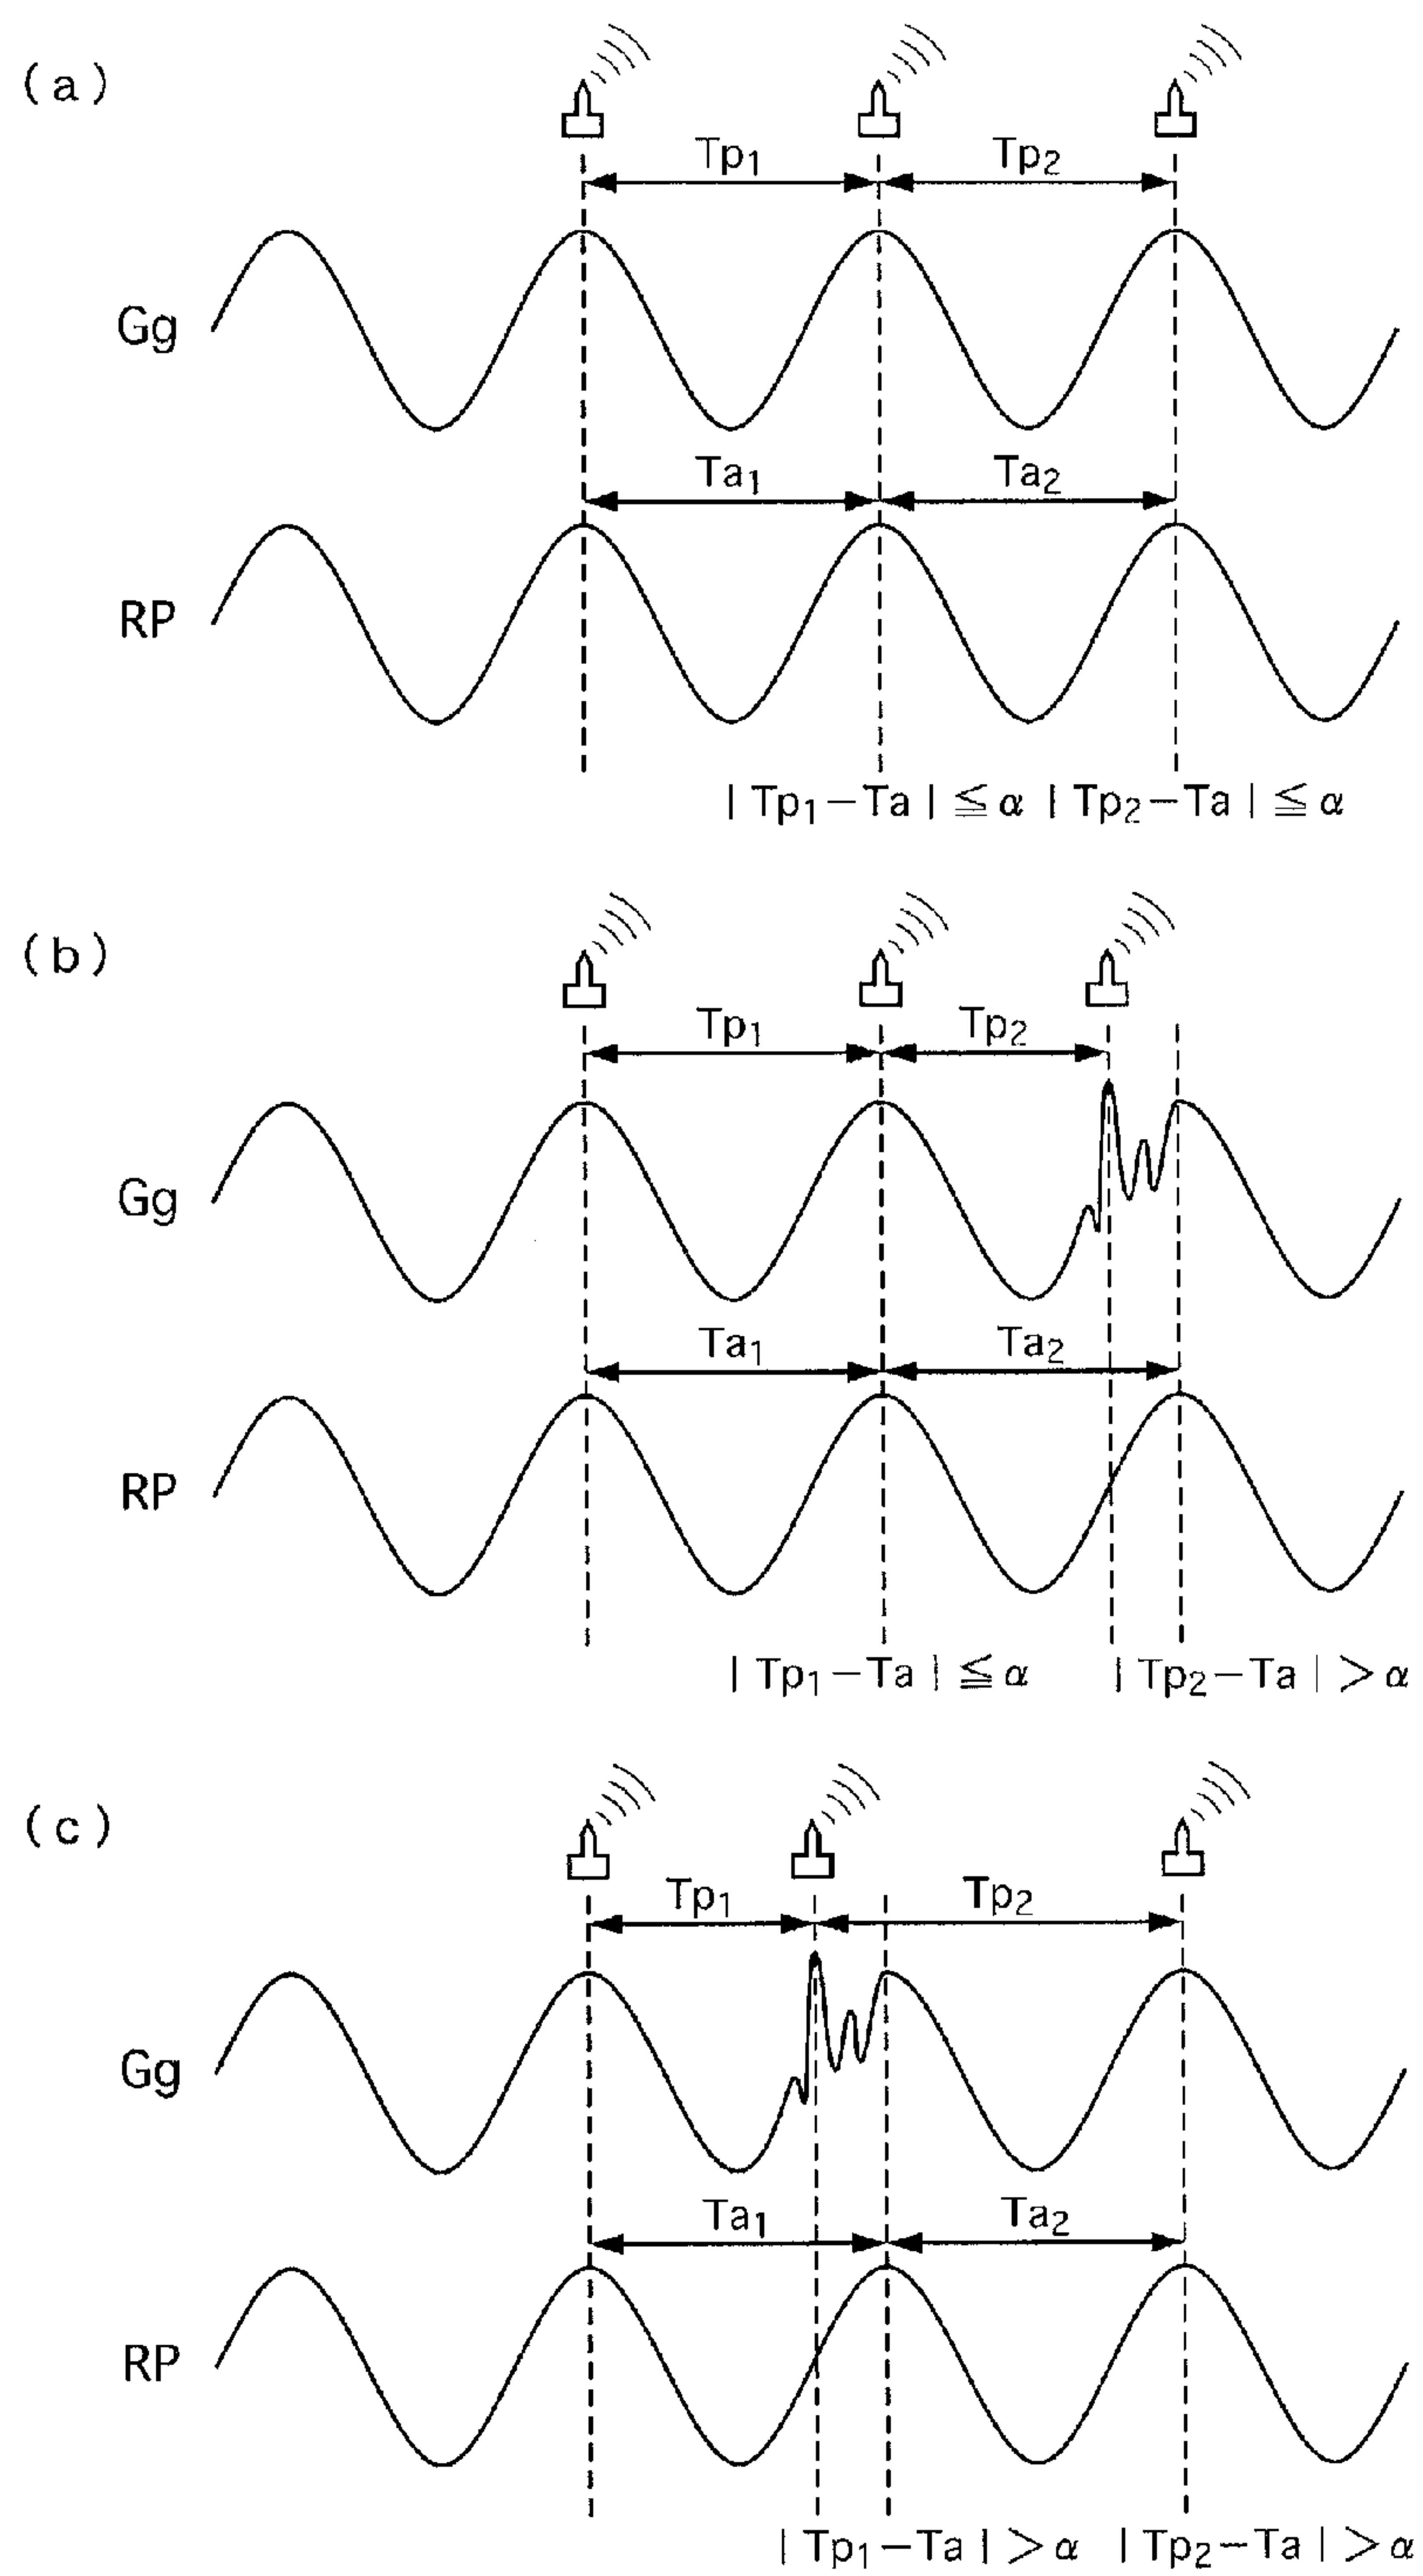 (a)
Tp₁ Tp₂
Gg
Ta₁ Ta₂
RP
| Tp₁−Ta | ≦ α | Tp₂−Ta | ≦ α
(b)
Tp₁ Tp₂
Gg
Ta₁ Ta₂
RP
| Tp₁−Ta | ≦ α | Tp₂−Ta | > α
(c)
Tp₁ Tp₂
Gg
Ta₁ Ta₂
RP
| Tp₁−Ta | > α | Tp₂−Ta | > α